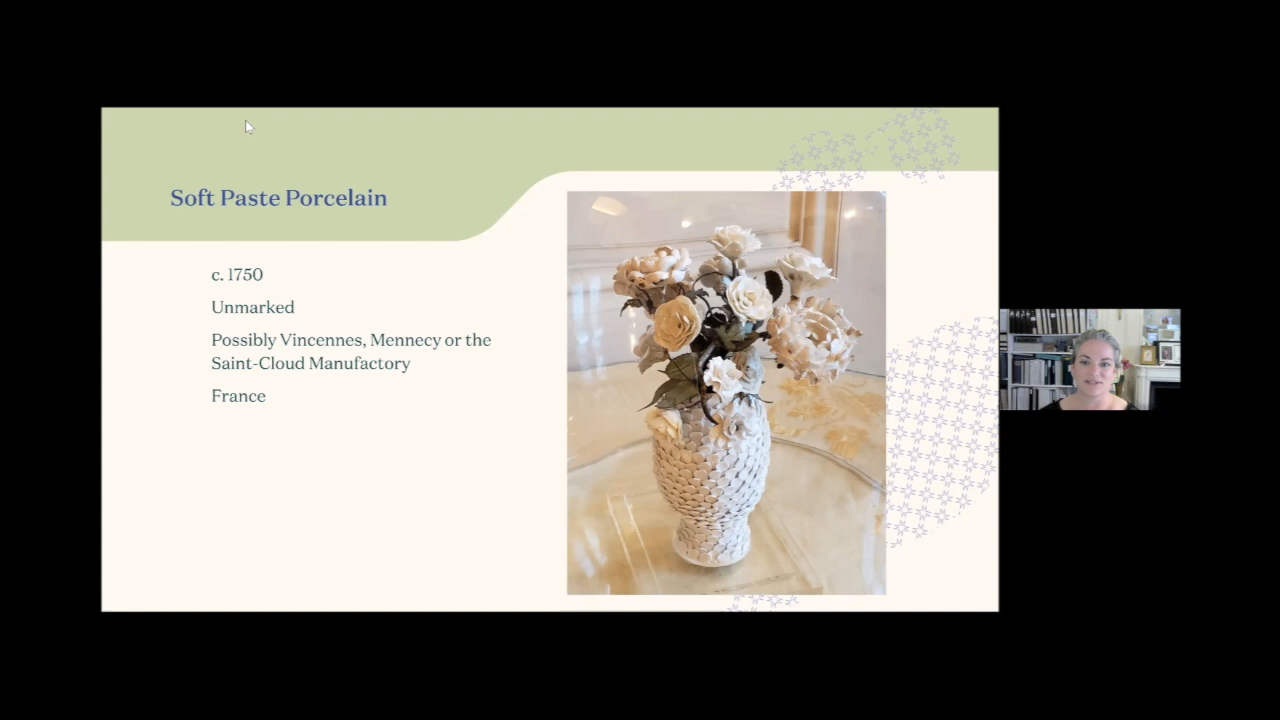 Soft Paste Porcelain
c. 1750
Unmarked
Possibly Vincennes, Mennecy or the
Saint-Cloud Manufactory
France